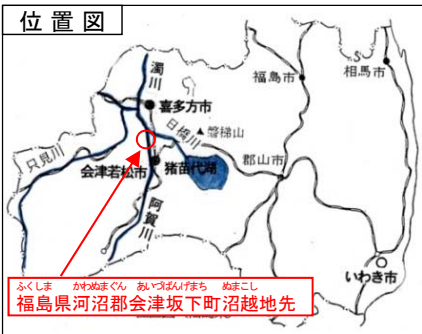 位置図
濁川
喜多方市
福島市
相馬市
日橋川
▲磐梯山
只見川
郡山市
会津若松市
猪苗代湖
阿賀川
いわき市
ふくしま かわぬまぐん あいづばんげまち ぬまこし
福島県河沼郡会津坂下町沼越地先